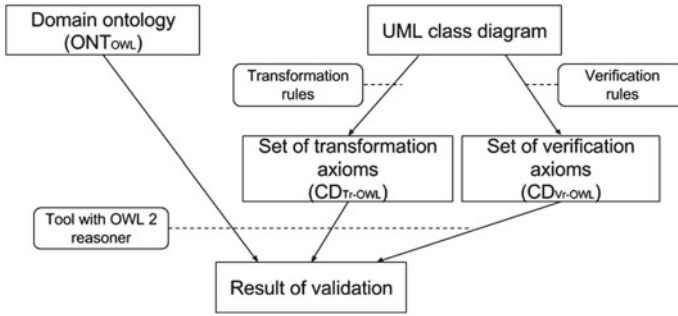 Domain ontology
(ONTOWL)
UML class diagram
Transformation
rules
Verification
rules
Set of transformation
axioms
(CDTr-OWL)
Set of verification
axioms
(CDVr-OWL)
Tool with OWL 2
reasoner
Result of validation